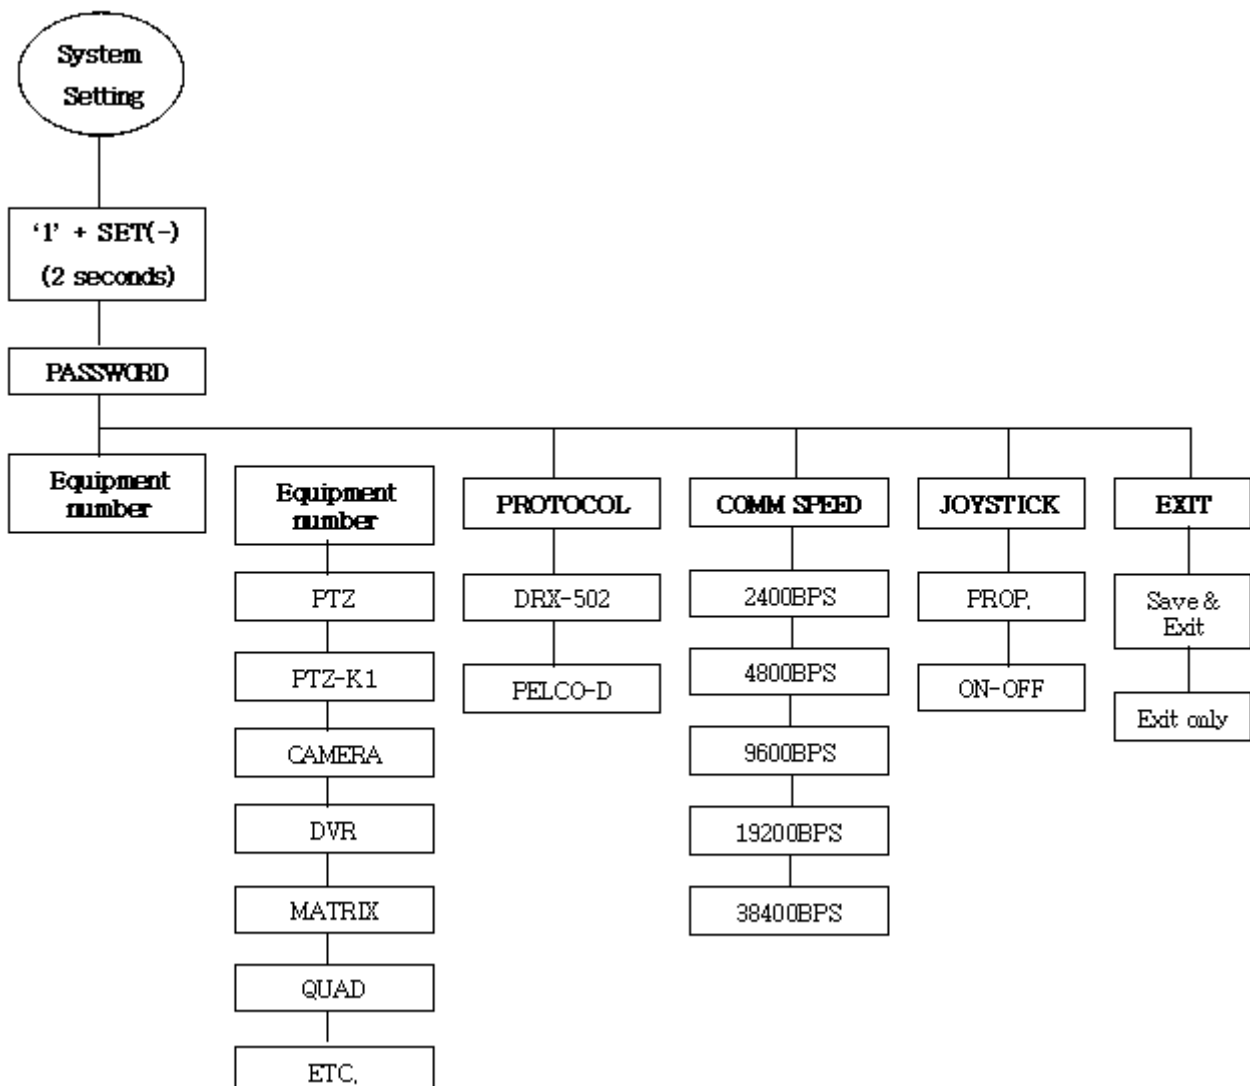 System
Setting
‘1’ + SET(-)
(2 seconds)
PASSWORD
Equipment
number
Equipment
number
PTZ
PTZ-K1
CAMERA
DVR
MATRIX
QUAD
ETC,
PROTOCOL
DRX-502
PELCO-D
COMM SPEED
2400BPS
4800BPS
9600BPS
19200BPS
38400BPS
JOYSTICK
PROP,
ON-OFF
EXIT
Save &
Exit
Exit only